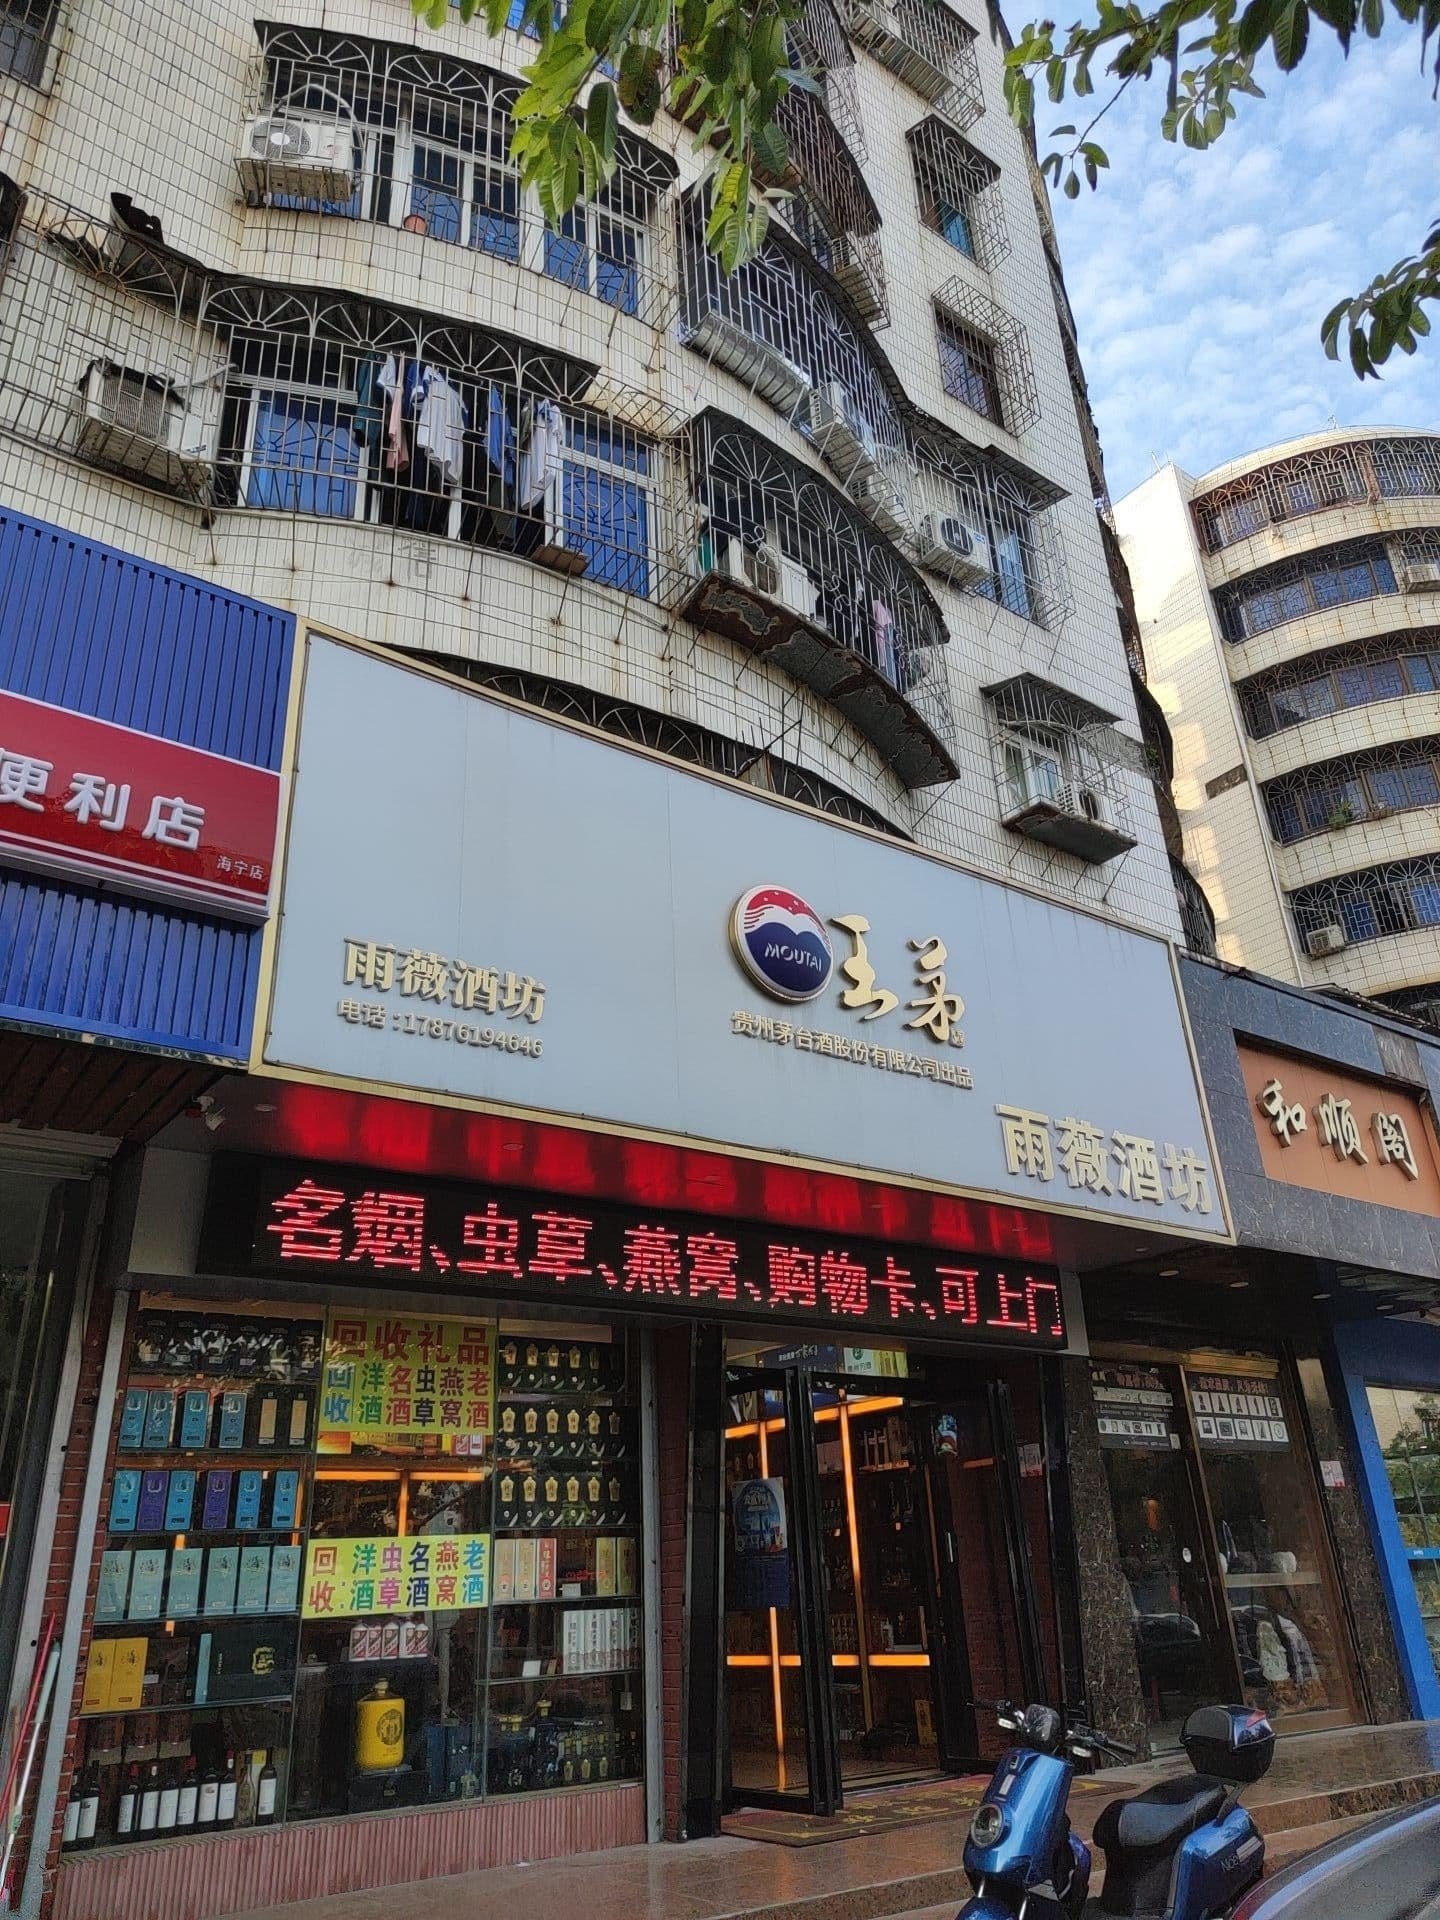 便利店
海宁店
雨薇酒坊
电话:17876194646
MOUTAI
王茅
贵州茅台酒股份有限公司出品
雨薇酒坊
和顺阁
名烟、虫草、燕窝、购物卡、可上门
回收礼品
回洋名虫燕老
收酒酒草窝酒
回洋虫名燕老
收:酒草酒窝酒